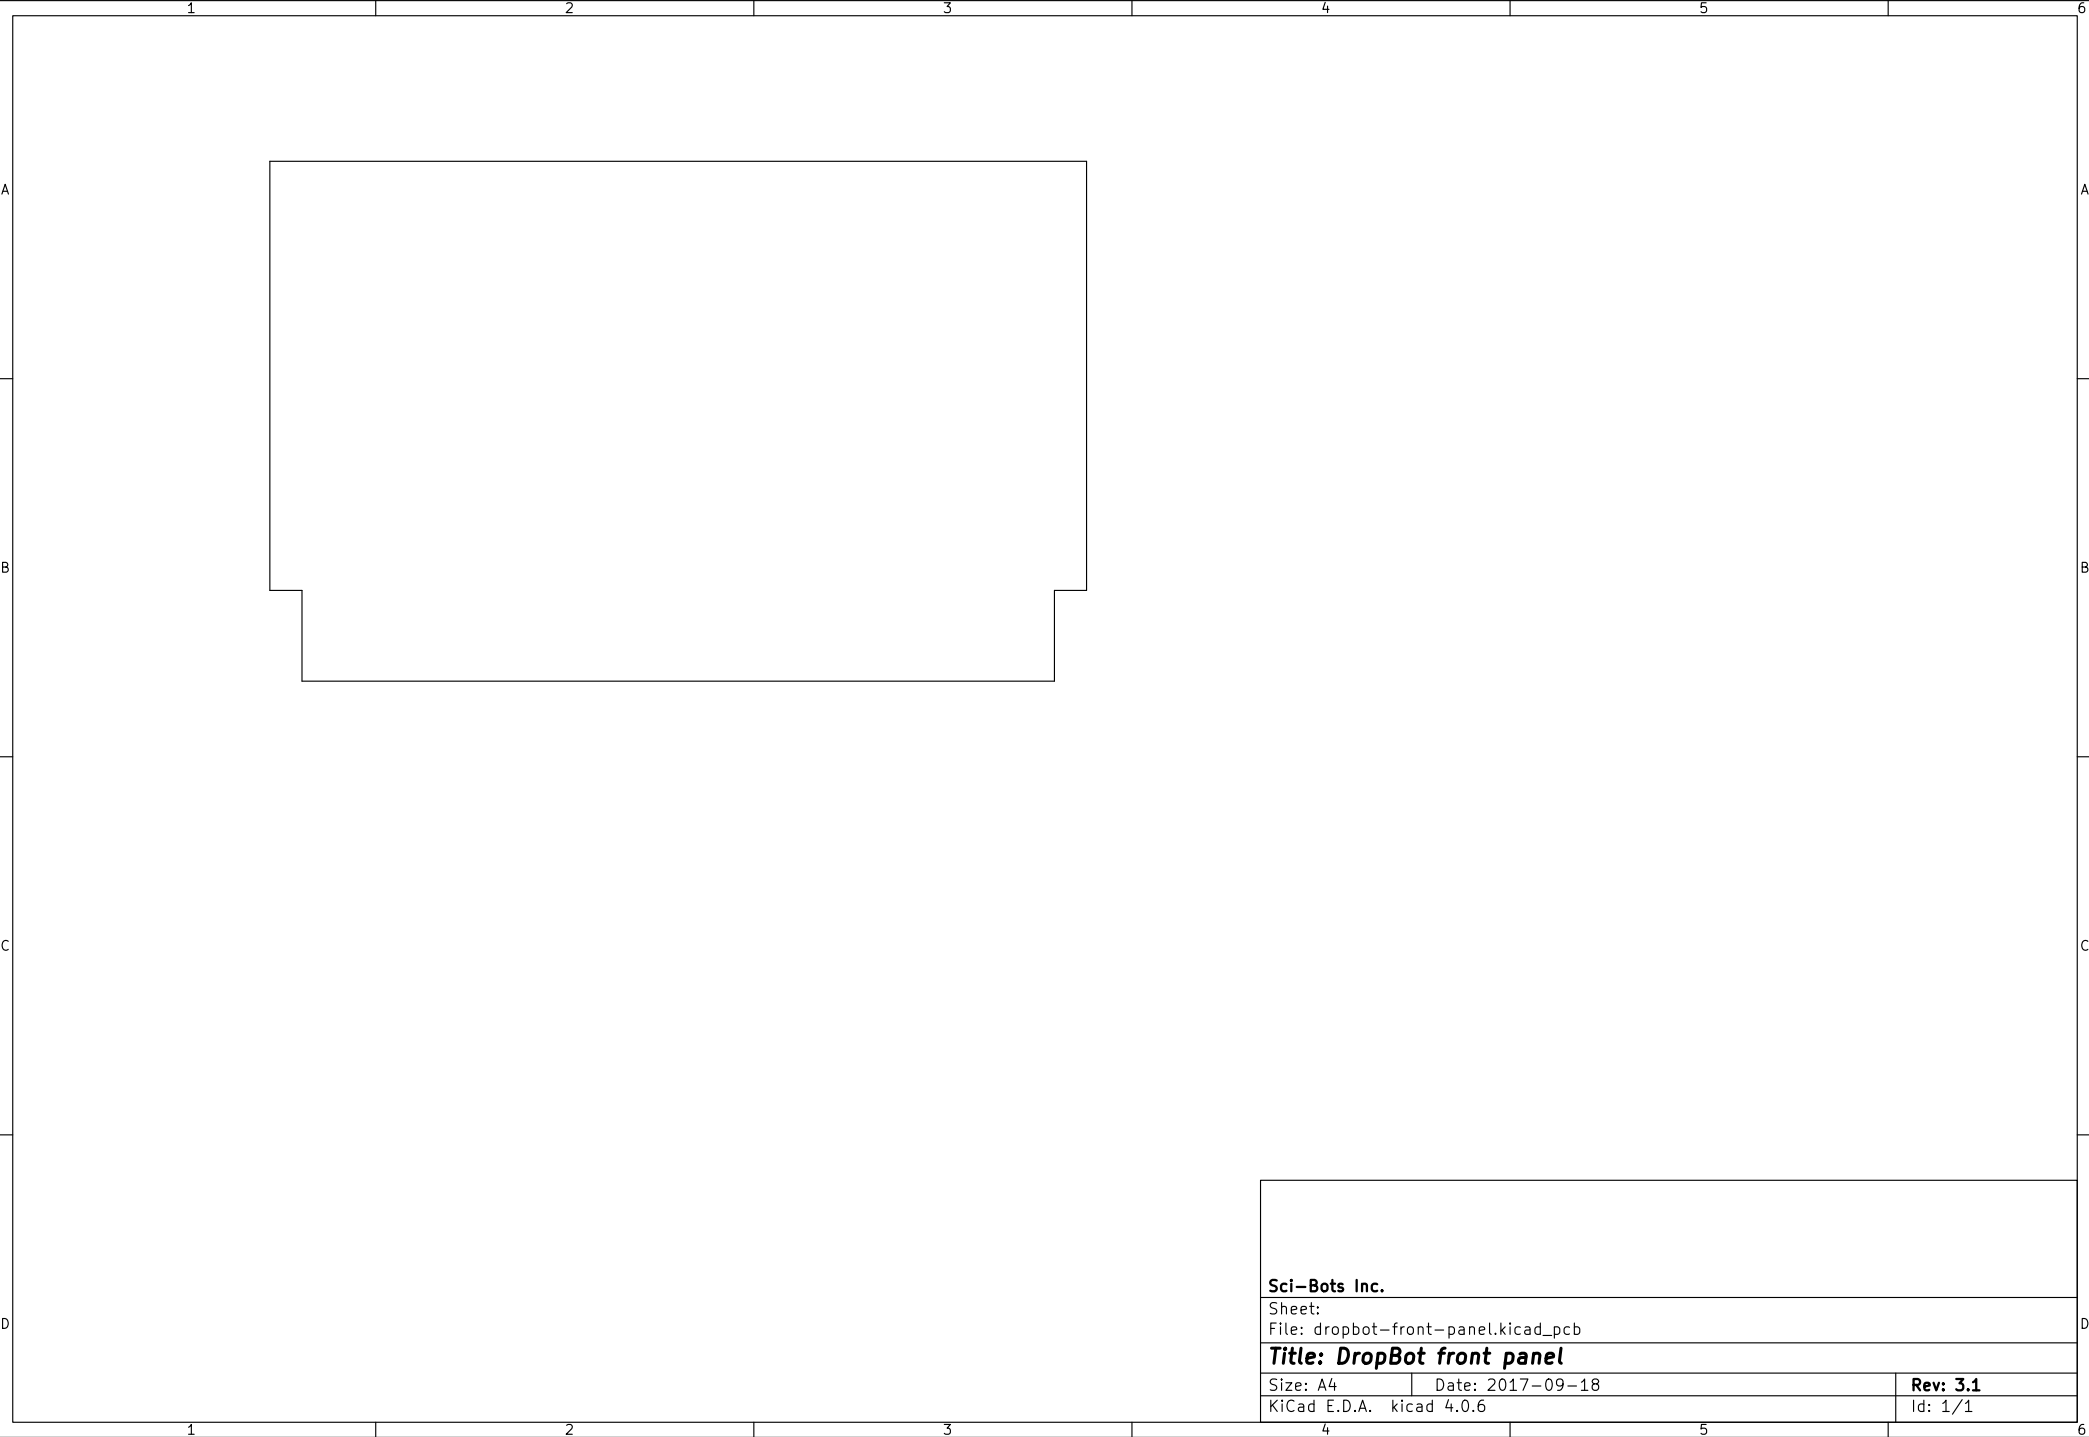 1 2 3 4 5 6
A A
B B
C C
Sci-Bots Inc.
Sheet:
D D
File: dropbot-front-panel.kicad_pcb
Title: DropBot front panel
Size: A4 Date: 2017-09-18 Rev: 3.1
KiCad E.D.A. kicad 4.0.6 Id: 1/1
1 2 3 4 5 6